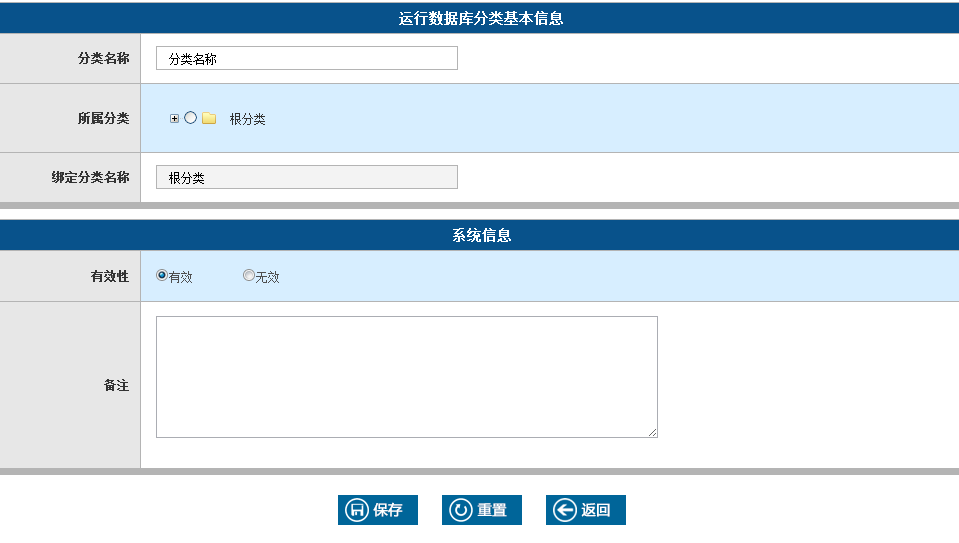 运行数据库分类基本信息
分类名称 分类名称
所属分类 根分类
绑定分类名称 根分类
系统信息
有效性 有效 无效
备注
保存 重置 返回